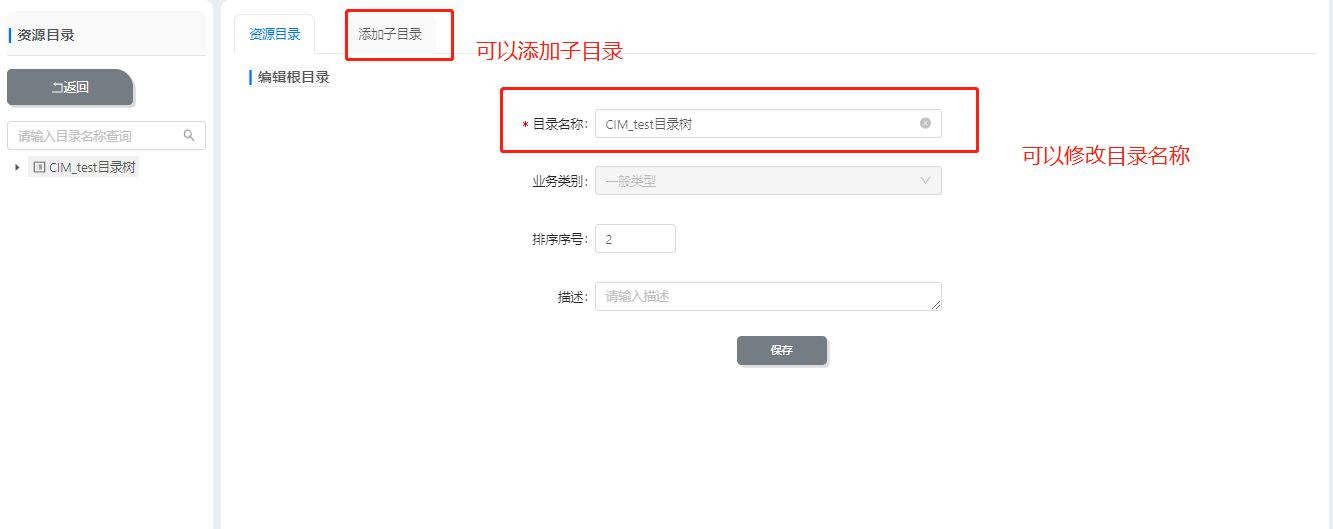 资源目录
返回
请输入目录名称查询
CIM_test目录树
资源目录
添加子目录
可以添加子目录
编辑根目录
* 目录名称: CIM_test目录树
可以修改目录名称
业务类别: 一般类型
排序序号: 2
描述: 请输入描述
保存